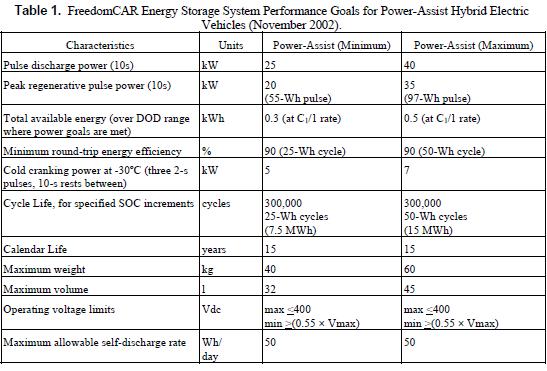 Table 1. FreedomCAR Energy Storage System Performance Goals for Power-Assist Hybrid Electric
Vehicles (November 2002).
Characteristics Units Power-Assist (Minimum) Power-Assist (Maximum)
Pulse discharge power (10s) kW 25 40
Peak regenerative pulse power (10s) kW 20 35
(55-Wh pulse) (97-Wh pulse)
Total available energy (over DOD range kWh 0.3 (at C₁/1 rate) 0.5 (at C₁/1 rate)
where power goals are met)
Minimum round-trip energy efficiency % 90 (25-Wh cycle) 90 (50-Wh cycle)
Cold cranking power at -30°C (three 2-s kW 5 7
pulses, 10-s rests between)
Cycle Life, for specified SOC increments cycles 300,000 300,000
25-Wh cycles 50-Wh cycles
(7.5 MWh) (15 MWh)
Calendar Life years 15 15
Maximum weight kg 40 60
Maximum volume l 32 45
Operating voltage limits Vdc max ≤400 max ≤400
min ≥(0.55 × Vmax) min ≥(0.55 × Vmax)
Maximum allowable self-discharge rate Wh/ 50 50
day